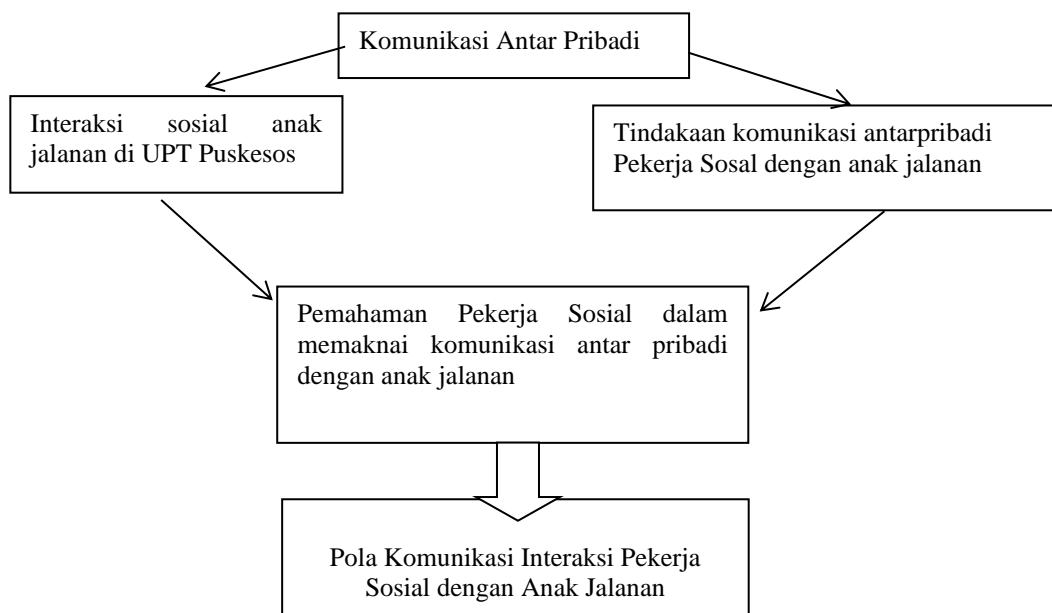 Komunikasi Antar Pribadi
Interaksi sosial anak
jalanan di UPT Puskesos
Tindakaan komunikasi antarpribadi
Pekerja Sosal dengan anak jalanan
Pemahaman Pekerja Sosial dalam
memaknai komunikasi antar pribadi
dengan anak jalanan
Pola Komunikasi Interaksi Pekerja
Sosial dengan Anak Jalanan